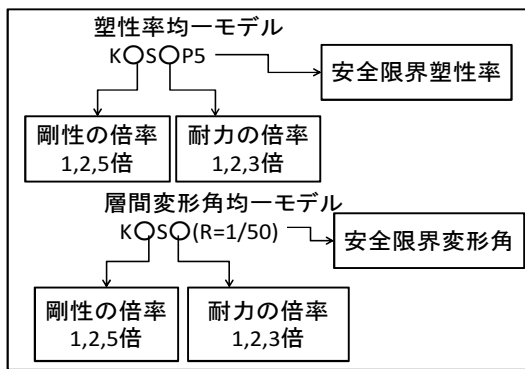 塑性率均一モデル
K○S○P5
安全限界塑性率
剛性の倍率
1,2,5倍
耐力の倍率
1,2,3倍
層間変形角均一モデル
K○S○(R=1/50)
安全限界変形角
剛性の倍率
1,2,5倍
耐力の倍率
1,2,3倍